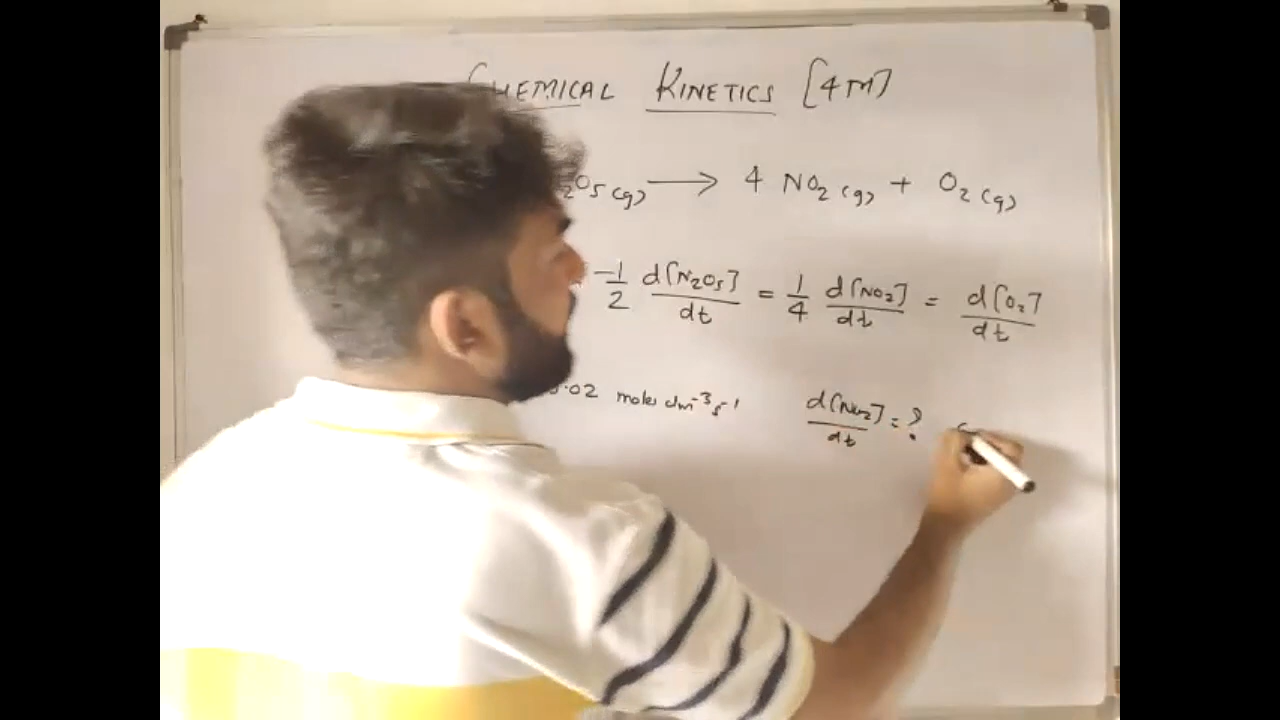 CHEMICAL KINETICS [4M]
2O5(g) ⟶ 4 NO2(g) + O2(g)
-1/2 d[N2O5]/dt = 1/4 d[NO2]/dt = d[O2]/dt
0.02 moles dm-3 s-1 d[NO2]/dt = ?